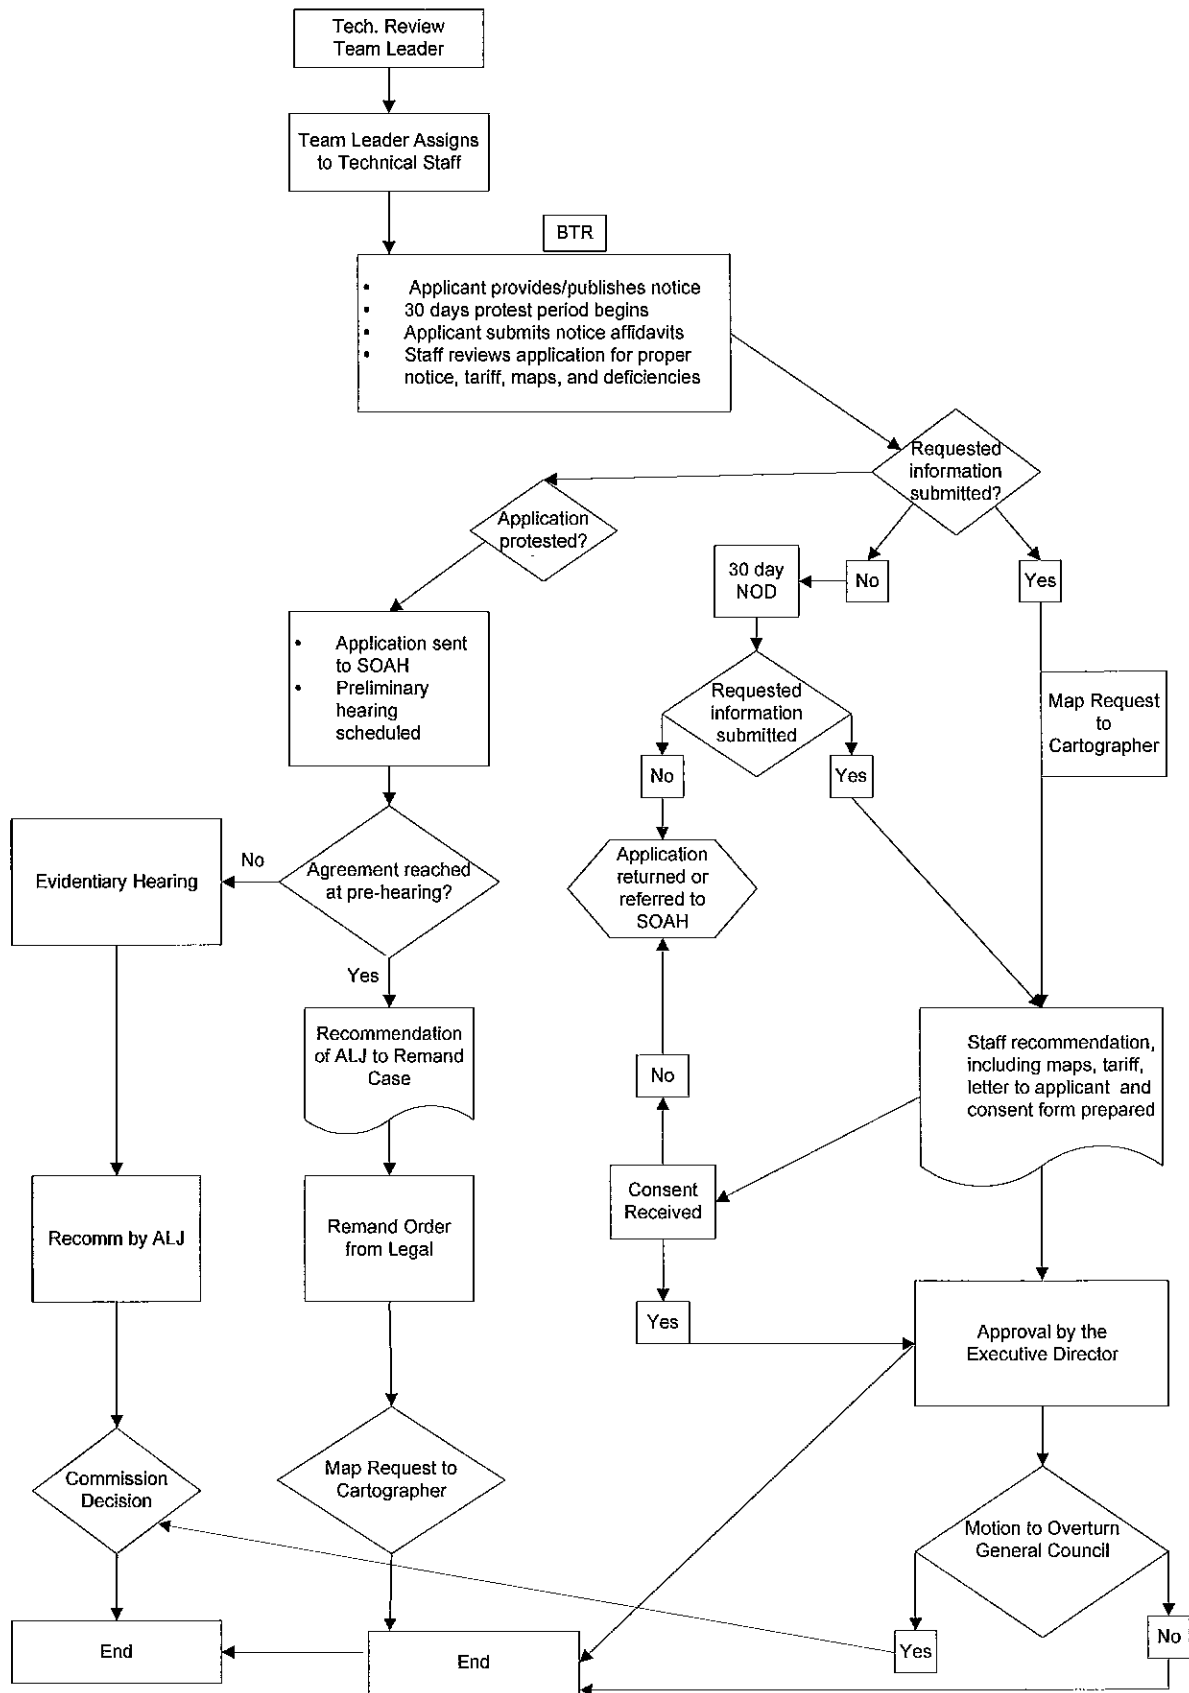 Tech. Review
Team Leader
Team Leader Assigns
to Technical Staff
BTR
• Applicant provides/publishes notice
• 30 days protest period begins
• Applicant submits notice affidavits
• Staff reviews application for proper
notice, tariff, maps, and deficiencies
Requested
information
submitted?
Application
protested?
30 day
NOD
No
Yes
• Application sent
to SOAH
• Preliminary
hearing
scheduled
Requested
information
submitted
Map Request
to
Cartographer
No
Yes
Evidentiary Hearing
No
Agreement reached
at pre-hearing?
Application
returned or
referred to
SOAH
Yes
Recommendation
of ALJ to Remand
Case
No
Staff recommendation,
including maps, tariff,
letter to applicant and
consent form prepared
Consent
Received
Recomm by ALJ
Remand Order
from Legal
Yes
Approval by the
Executive Director
Commission
Decision
Map Request to
Cartographer
Motion to Overturn
General Council
Yes
No
End
End